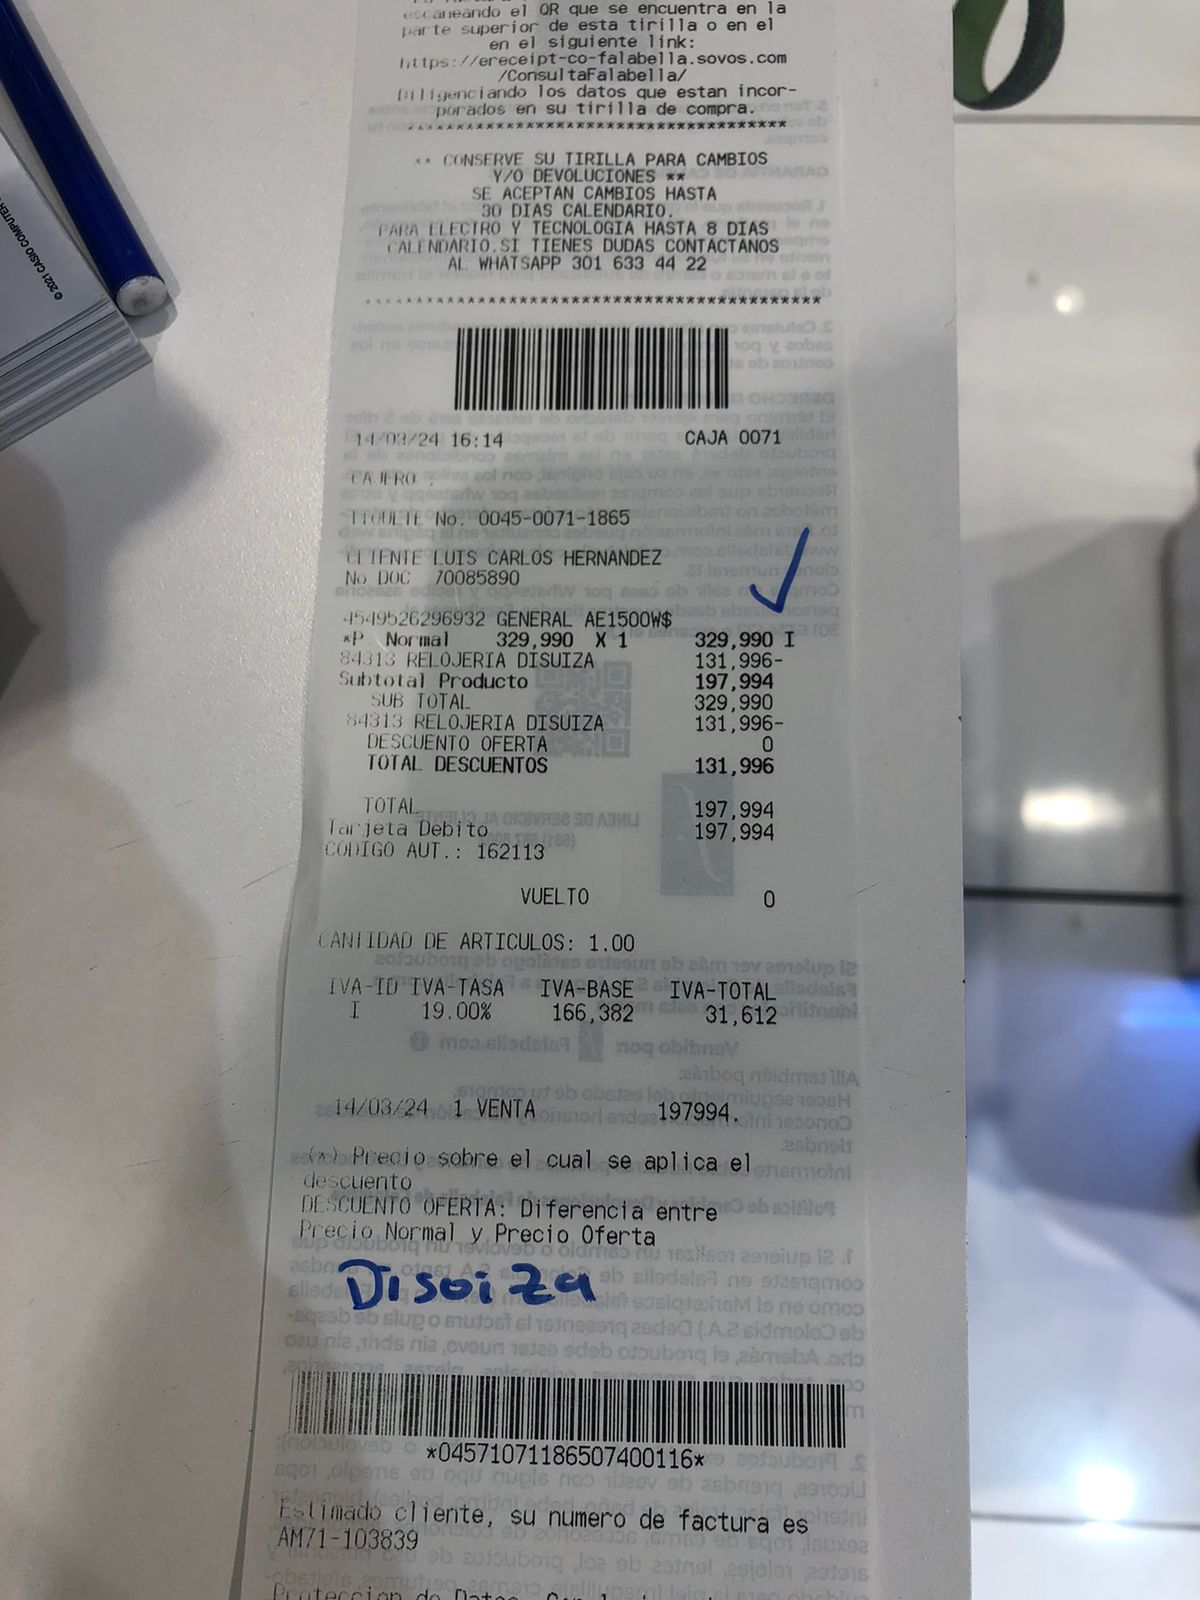 escaneando el QR que se encuentra en la
parte superior de esta tirilla o en el
en el siguiente link:
https://ereceipt-co-falabella.sovos.com
/ConsultaFalabella/
Diligenciando los datos que estan incor-
porados en su tirilla de compra.
****************************************
** CONSERVE SU TIRILLA PARA CAMBIOS
Y/O DEVOLUCIONES **
SE ACEPTAN CAMBIOS HASTA
30 DIAS CALENDARIO.
PARA ELECTRO Y TECNOLOGIA HASTA 8 DIAS
CALENDARIO.SI TIENES DUDAS CONTACTANOS
AL WHATSAPP 301 633 44 22
****************************************
© 2021 CASIO COMPUTER
14/03/24 16:14 CAJA 0071
CAJERO :
TIQUETE No. 0045-0071-1865
CLIENTE LUIS CARLOS HERNANDEZ
No DOC 70085890
4549526296932 GENERAL AE1500W$
*P. Normal 329,990 X 1 329,990 I
84313 RELOJERIA DISUIZA 131,996-
Subtotal Producto 197,994
SUB TOTAL 329,990
84313 RELOJERIA DISUIZA 131,996-
DESCUENTO OFERTA 0
TOTAL DESCUENTOS 131,996
TOTAL 197,994
Tarjeta Debito 197,994
CODIGO AUT.: 162113
VUELTO 0
CANTIDAD DE ARTICULOS: 1.00
IVA-ID IVA-TASA IVA-BASE IVA-TOTAL
I 19.00% 166,382 31,612
14/03/24 1 VENTA 197994.
(*) Precio sobre el cual se aplica el
descuento
DESCUENTO OFERTA: Diferencia entre
Precio Normal y Precio Oferta
Disuiza
*04571071186507400116*
Estimado cliente, su numero de factura es
AM71-103839